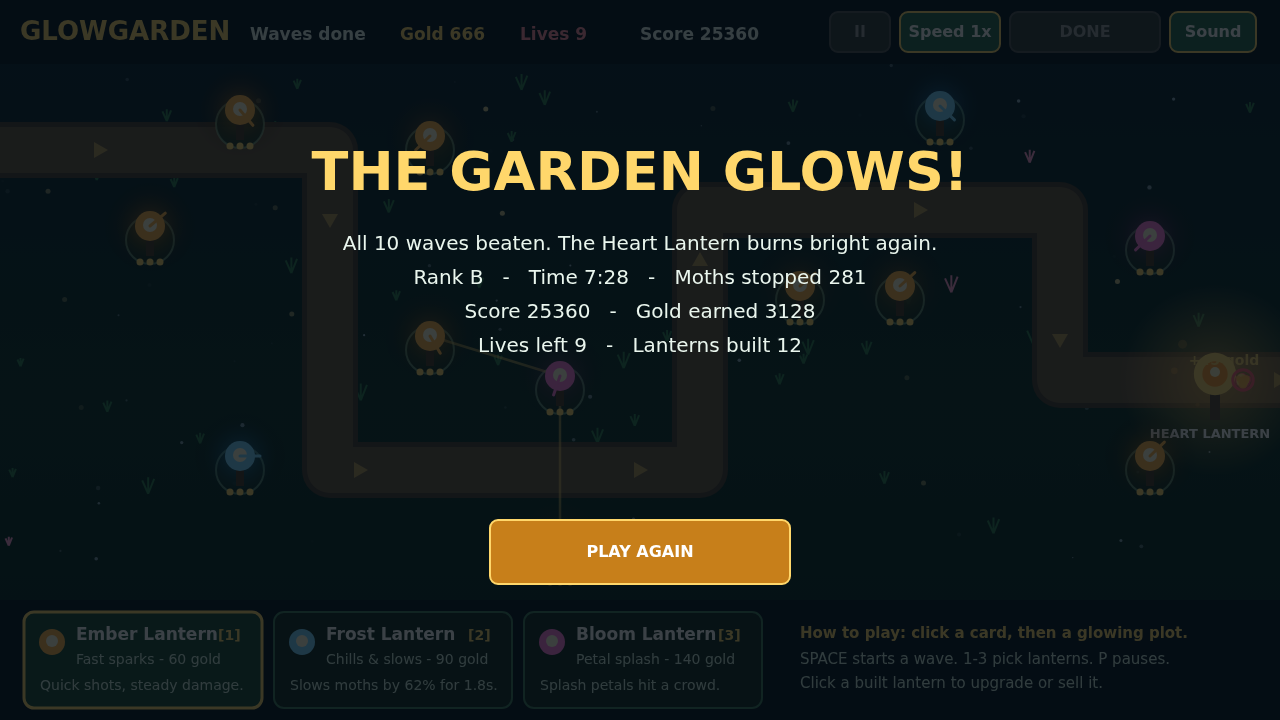 GLOWGARDEN Waves done Gold 666 Lives 9 Score 25360 II Speed 1x DONE Sound
THE GARDEN GLOWS!
All 10 waves beaten. The Heart Lantern burns bright again.
Rank B - Time 7:28 - Moths stopped 281
Score 25360 - Gold earned 3128
Lives left 9 - Lanterns built 12
gold
HEART LANTERN
PLAY AGAIN
Ember Lantern [1]
Fast sparks - 60 gold
Quick shots, steady damage.
Frost Lantern [2]
Chills & slows - 90 gold
Slows moths by 62% for 1.8s.
Bloom Lantern [3]
Petal splash - 140 gold
Splash petals hit a crowd.
How to play: click a card, then a glowing plot.
SPACE starts a wave. 1-3 pick lanterns. P pauses.
Click a built lantern to upgrade or sell it.